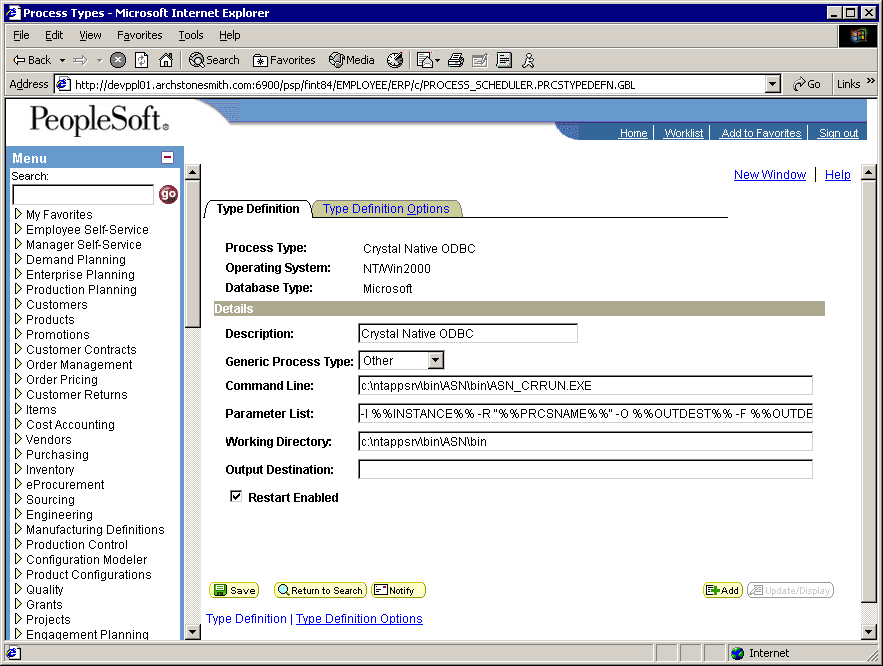 Process Types - Microsoft Internet Explorer
File Edit View Favorites Tools Help
Back Search Favorites Media
Address http://devppl01.archstonesmith.com:6900/psp/fint84/EMPLOYEE/ERP/c/PROCESS_SCHEDULER.PRCSTYPEDEFN.GBL Go Links »
PeopleSoft.
Home Worklist Add to Favorites Sign out
Menu
Search:
go
My Favorites
Employee Self-Service
Manager Self-Service
Demand Planning
Enterprise Planning
Production Planning
Customers
Products
Promotions
Customer Contracts
Order Management
Order Pricing
Customer Returns
Items
Cost Accounting
Vendors
Purchasing
Inventory
eProcurement
Sourcing
Engineering
Manufacturing Definitions
Production Control
Configuration Modeler
Product Configurations
Quality
Grants
Projects
Engagement Planning
New Window | Help
Type Definition Type Definition Options
Process Type: Crystal Native ODBC
Operating System: NT/Win2000
Database Type: Microsoft
Details
Description: Crystal Native ODBC
Generic Process Type: Other
Command Line: c:\ntappsrv\bin\ASN\bin\ASN_CRRUN.EXE
Parameter List: -I %%INSTANCE%% -R "%%PRCSNAME%%" -O %%OUTDEST%% -F %%OUTDE
Working Directory: c:\ntappsrv\bin\ASN\bin
Output Destination:
Restart Enabled
Save Return to Search Notify Add Update/Display
Type Definition | Type Definition Options
Internet